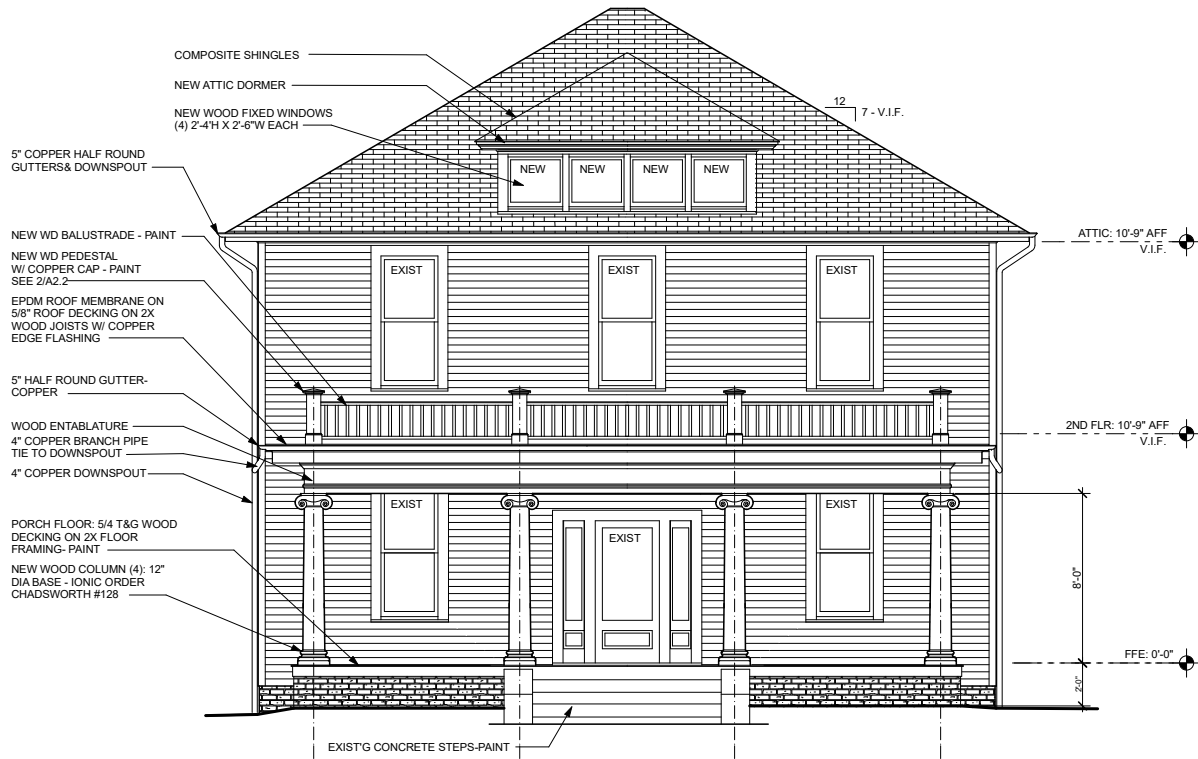 COMPOSITE SHINGLES
NEW ATTIC DORMER
NEW WOOD FIXED WINDOWS
(4) 2'-4'H X 2'-6"W EACH
12
7 - V.I.F.
5" COPPER HALF ROUND
GUTTERS& DOWNSPOUT
NEW
NEW
NEW
NEW
NEW WD BALUSTRADE - PAINT
NEW WD PEDESTAL
W/ COPPER CAP - PAINT
SEE 2/A2.2
EPDM ROOF MEMBRANE ON
5/8" ROOF DECKING ON 2X
WOOD JOISTS W/ COPPER
EDGE FLASHING
5" HALF ROUND GUTTER-
COPPER
WOOD ENTABLATURE
4" COPPER BRANCH PIPE
TIE TO DOWNSPOUT
4" COPPER DOWNSPOUT
PORCH FLOOR: 5/4 T&G WOOD
DECKING ON 2X FLOOR
FRAMING- PAINT
NEW WOOD COLUMN (4): 12"
DIA BASE - IONIC ORDER
CHADSWORTH #128
EXIST
EXIST
EXIST
EXIST
EXIST
EXIST
ATTIC: 10'-9" AFF
V.I.F.
2ND FLR: 10'-9" AFF
V.I.F.
8'-0"
FFE: 0'-0"
2'-0"
EXIST'G CONCRETE STEPS-PAINT